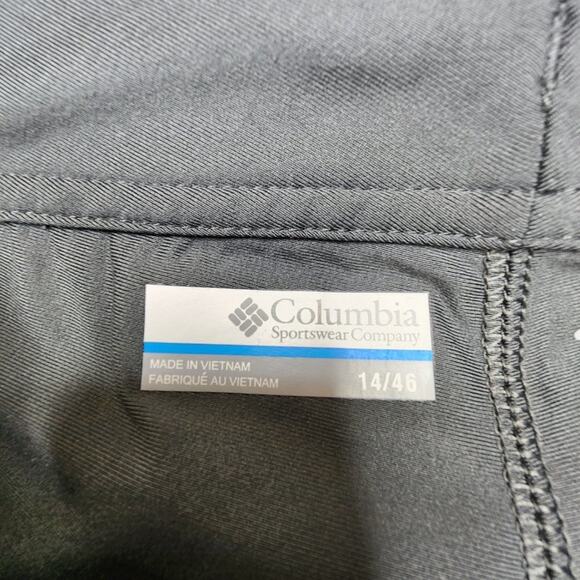 Columbia
Sportswear Company
MADE IN VIETNAM
FABRIQUÉ AU VIETNAM
14/46